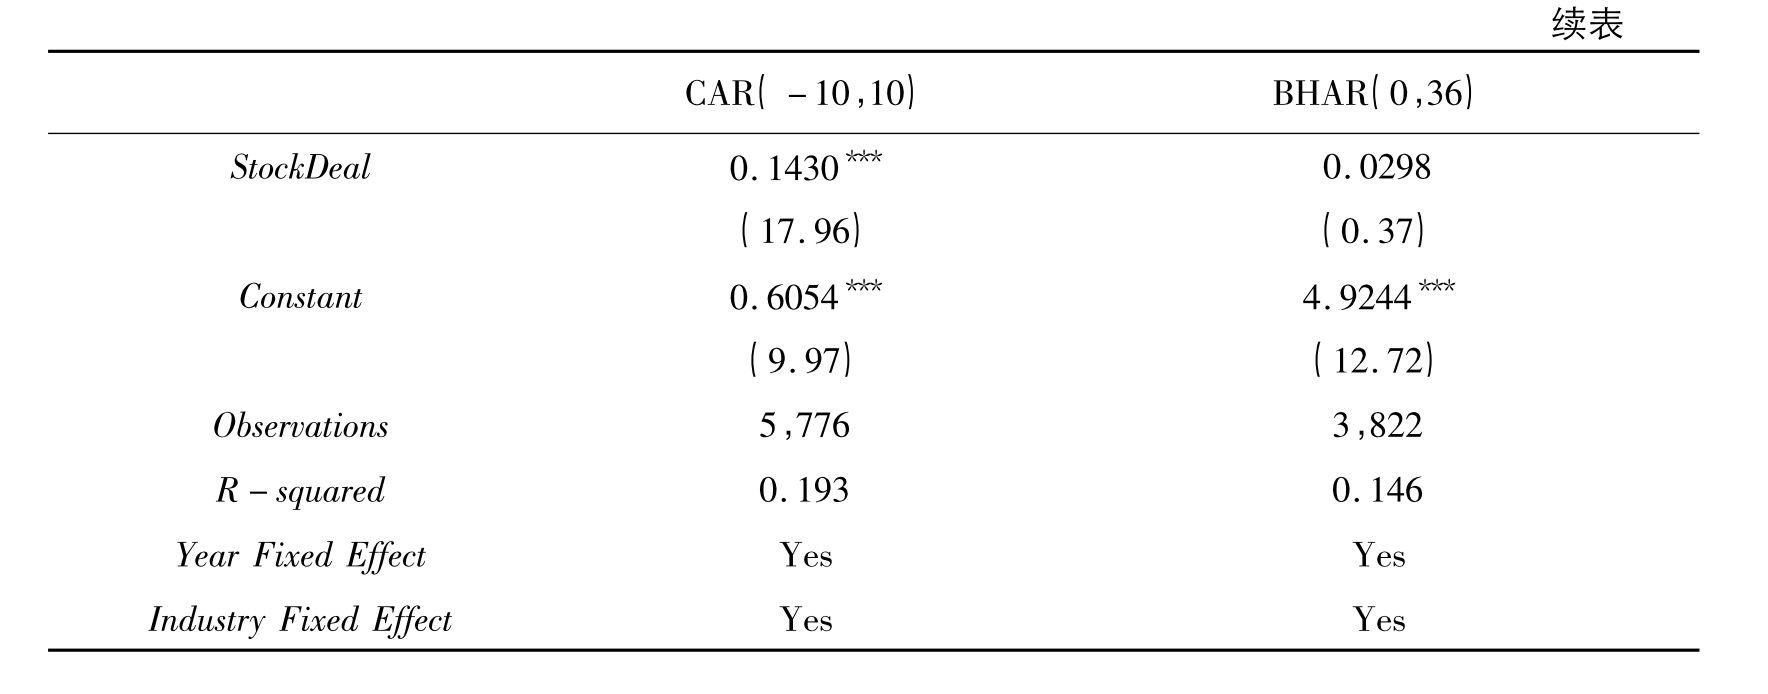 续表
CAR( -10,10) BHAR(0,36)
StockDeal 0.1430*** 0.0298
(17.96) (0.37)
Constant 0.6054*** 4.9244***
(9.97) (12.72)
Observations 5,776 3,822
R-squared 0.193 0.146
Year Fixed Effect Yes Yes
Industry Fixed Effect Yes Yes